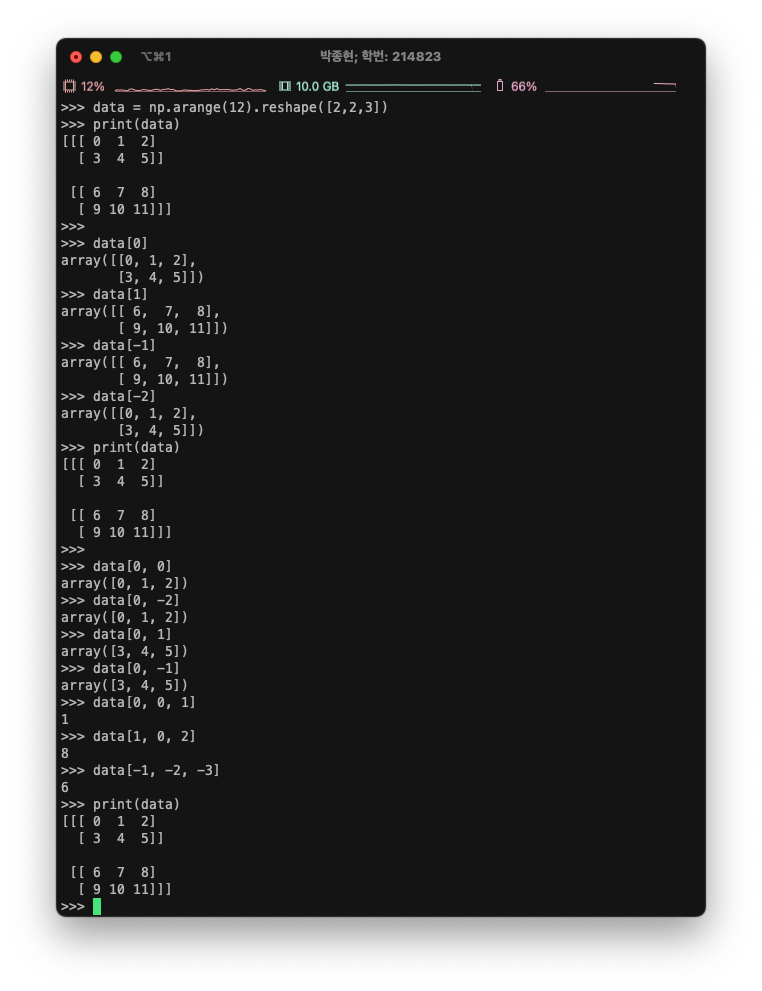 ⌥⌘1 박종현; 학번: 214823
12% 10.0 GB 66%
>>> data = np.arange(12).reshape([2,2,3])
>>> print(data)
[[[ 0  1  2]
  [ 3  4  5]]

 [[ 6  7  8]
  [ 9 10 11]]]
>>>
>>> data[0]
array([[0, 1, 2],
       [3, 4, 5]])
>>> data[1]
array([[ 6,  7,  8],
       [ 9, 10, 11]])
>>> data[-1]
array([[ 6,  7,  8],
       [ 9, 10, 11]])
>>> data[-2]
array([[0, 1, 2],
       [3, 4, 5]])
>>> print(data)
[[[ 0  1  2]
  [ 3  4  5]]

 [[ 6  7  8]
  [ 9 10 11]]]
>>>
>>> data[0, 0]
array([0, 1, 2])
>>> data[0, -2]
array([0, 1, 2])
>>> data[0, 1]
array([3, 4, 5])
>>> data[0, -1]
array([3, 4, 5])
>>> data[0, 0, 1]
1
>>> data[1, 0, 2]
8
>>> data[-1, -2, -3]
6
>>> print(data)
[[[ 0  1  2]
  [ 3  4  5]]

 [[ 6  7  8]
  [ 9 10 11]]]
>>>